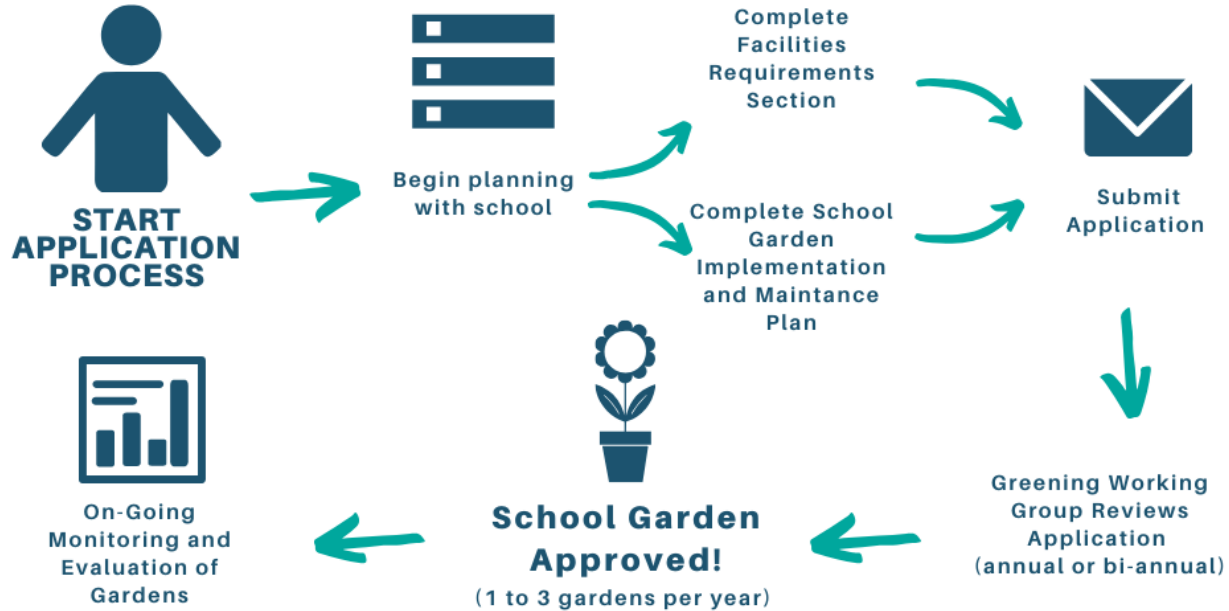 START
APPLICATION
PROCESS
Begin planning
with school
Complete
Facilities
Requirements
Section
Complete School
Garden
Implementation
and Maintance
Plan
Submit
Application
Greening Working
Group Reviews
Application
(annual or bi-annual)
School Garden
Approved!
(1 to 3 gardens per year)
On-Going
Monitoring and
Evaluation of
Gardens